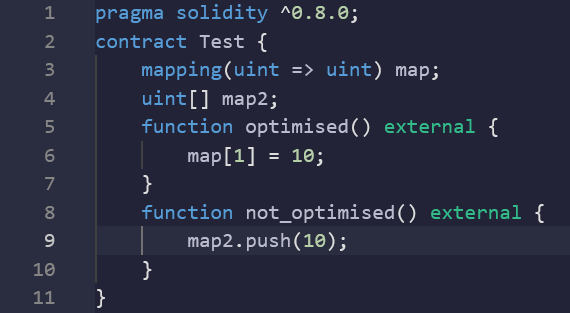 1 pragma solidity ^0.8.0;
2 contract Test {
3     mapping(uint => uint) map;
4     uint[] map2;
5     function optimised() external {
6         map[1] = 10;
7     }
8     function not_optimised() external {
9         map2.push(10);
10     }
11 }